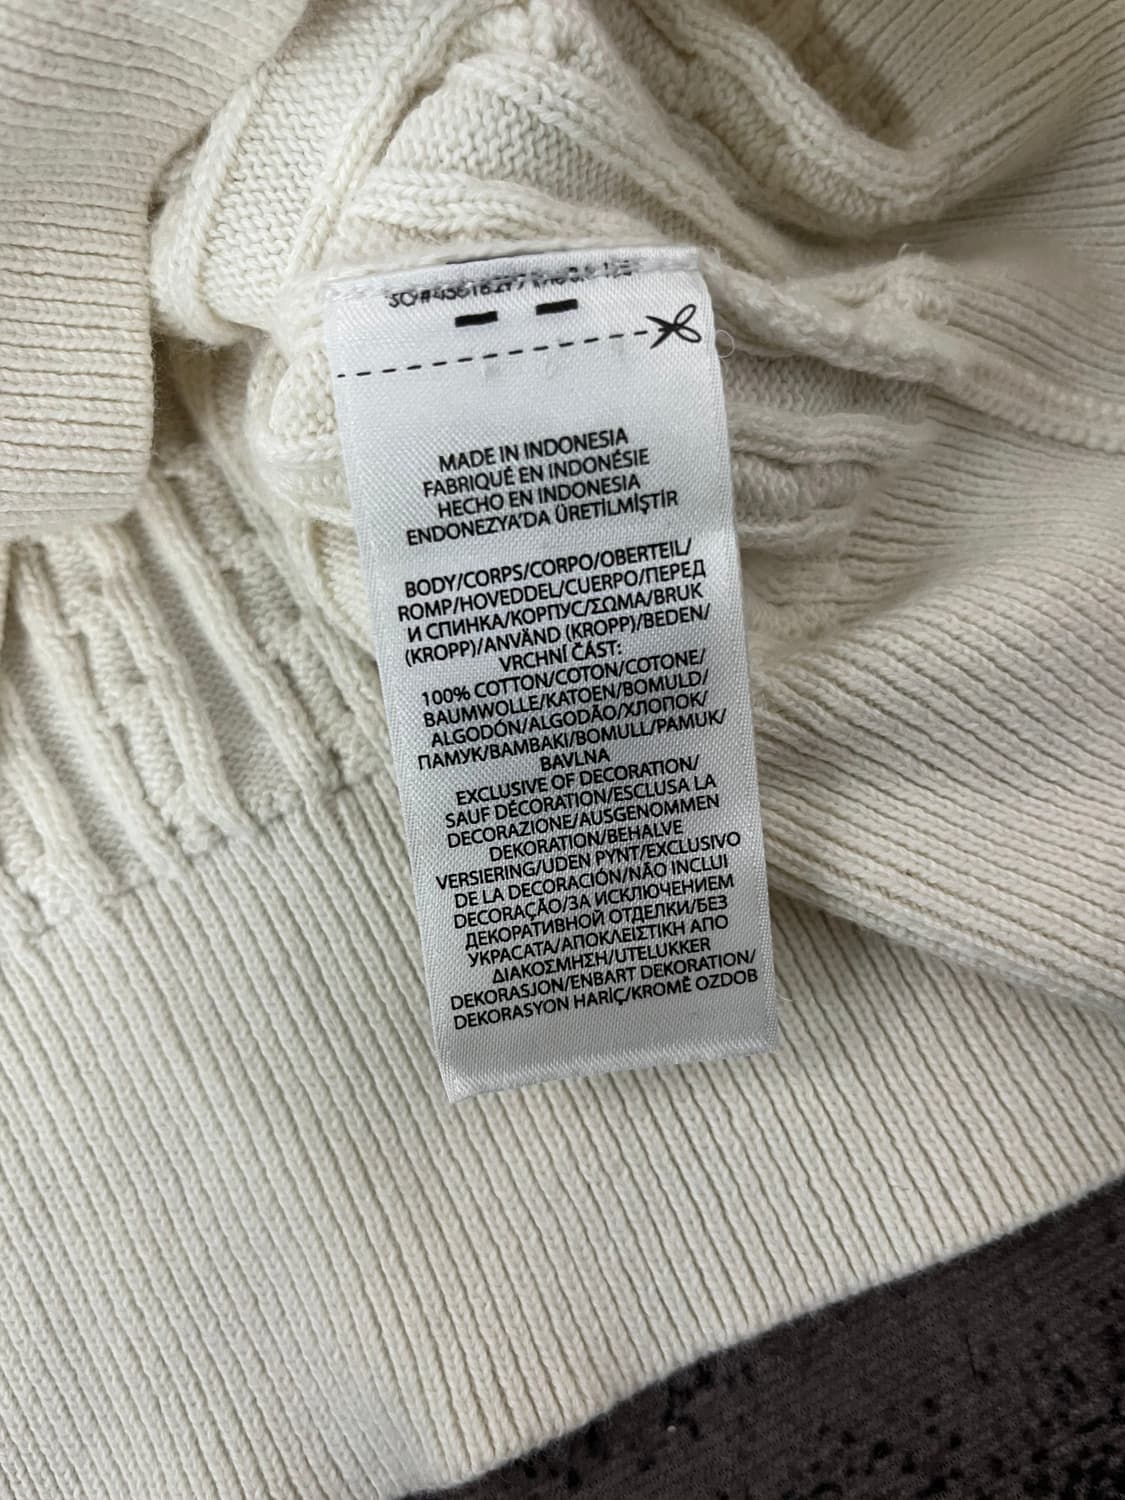 MADE IN INDONESIA
FABRIQUÉ EN INDONÉSIE
HECHO EN INDONESIA
ENDONEZYA'DA ÜRETİLMİŞTİR
BODY/CORPS/CORPO/OBERTEIL/
ROMP/HOVEDDEL/CUERPO/ПЕРЕД
И СПИНКА/КОРПУС/ΣΩΜΑ/BRUK
(KROPP)/ANVÄND (KROPP)/BEDEN/
VRCHNÍ ČÁST:
100% COTTON/COTON/COTONE/
BAUMWOLLE/KATOEN/BOMULD/
ALGODÓN/ALGODÃO/ХЛОПОК/
ПАМУК/BAMBAKI/BOMULL/PAMUK/
BAVLNA
EXCLUSIVE OF DECORATION/
SAUF DÉCORATION/ESCLUSA LA
DECORAZIONE/AUSGENOMMEN
DEKORATION/BEHALVE
VERSIERING/UDEN PYNT/EXCLUSIVO
DE LA DECORACIÓN/NÃO INCLUI
DECORAÇÃO/ЗА ИСКЛЮЧЕНИЕМ
ДЕКОРАТИВНОЙ ОТДЕЛКИ/БЕЗ
УКРАСАТА/ΑΠΟΚΛΕΙΣΤΙΚΗ ΑΠΟ
ΔΙΑΚΟΣΜΗΣΗ/UTELUKKER
DEKORASJON/ENBART DEKORATION/
DEKORASYON HARİÇ/KROMĚ OZDOB